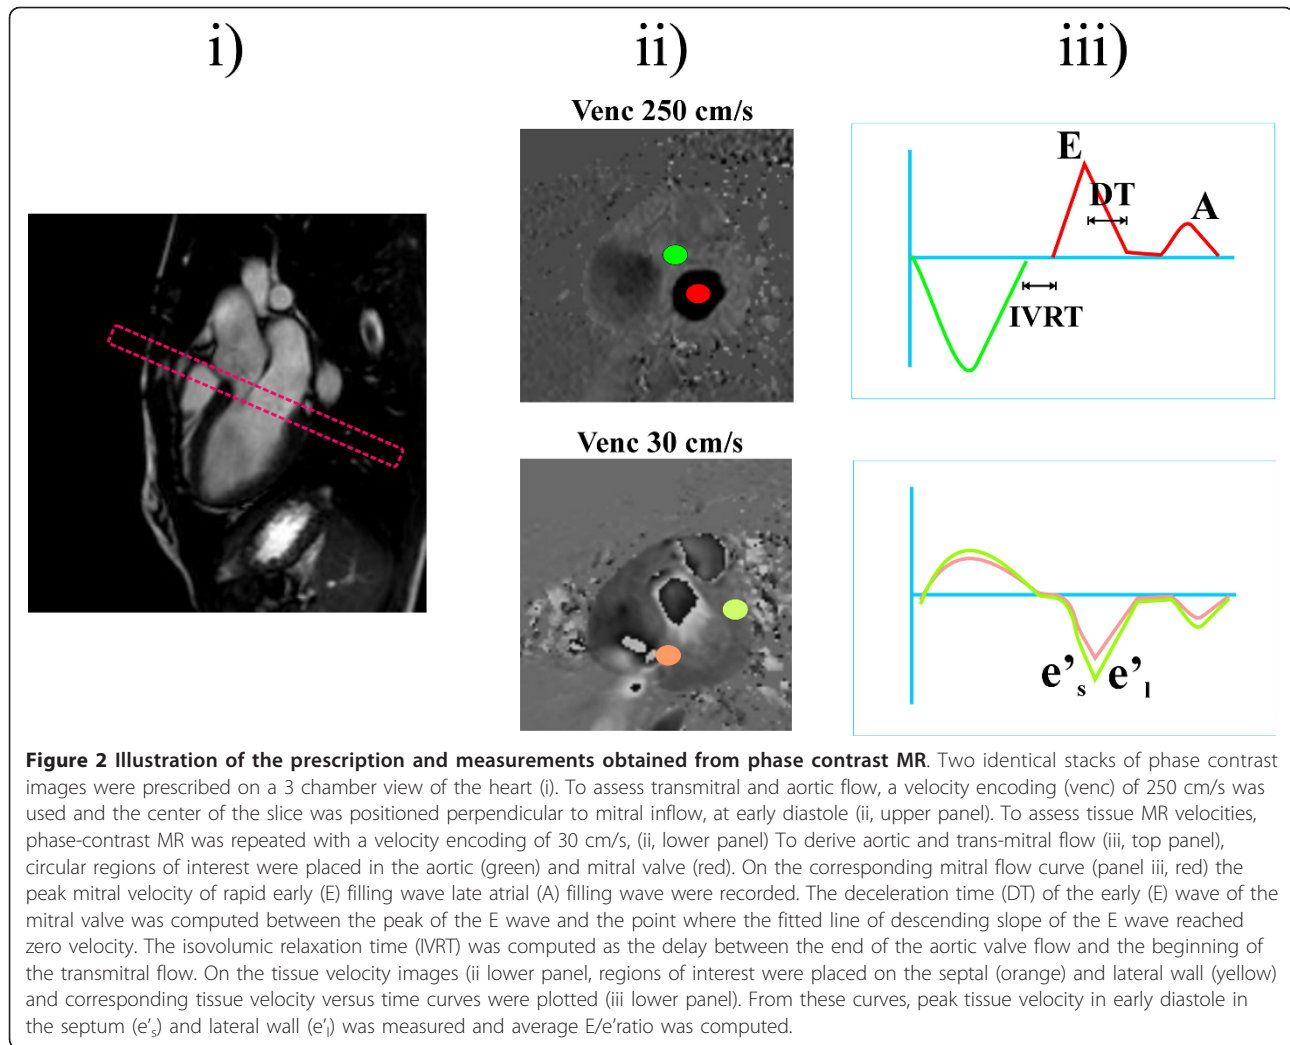 i)
ii)
iii)
Venc 250 cm/s
E
DT
A
IVRT
Venc 30 cm/s
e’s e’l
Figure 2 Illustration of the prescription and measurements obtained from phase contrast MR. Two identical stacks of phase contrast
images were prescribed on a 3 chamber view of the heart (i). To assess transmitral and aortic flow, a velocity encoding (venc) of 250 cm/s was
used and the center of the slice was positioned perpendicular to mitral inflow, at early diastole (ii, upper panel). To assess tissue MR velocities,
phase-contrast MR was repeated with a velocity encoding of 30 cm/s, (ii, lower panel) To derive aortic and trans-mitral flow (iii, top panel),
circular regions of interest were placed in the aortic (green) and mitral valve (red). On the corresponding mitral flow curve (panel iii, red) the
peak mitral velocity of rapid early (E) filling wave late atrial (A) filling wave were recorded. The deceleration time (DT) of the early (E) wave of the
mitral valve was computed between the peak of the E wave and the point where the fitted line of descending slope of the E wave reached
zero velocity. The isovolumic relaxation time (IVRT) was computed as the delay between the end of the aortic valve flow and the beginning of
the transmitral flow. On the tissue velocity images (ii lower panel, regions of interest were placed on the septal (orange) and lateral wall (yellow)
and corresponding tissue velocity versus time curves were plotted (iii lower panel). From these curves, peak tissue velocity in early diastole in
the septum (e’s) and lateral wall (e’l) was measured and average E/e’ratio was computed.